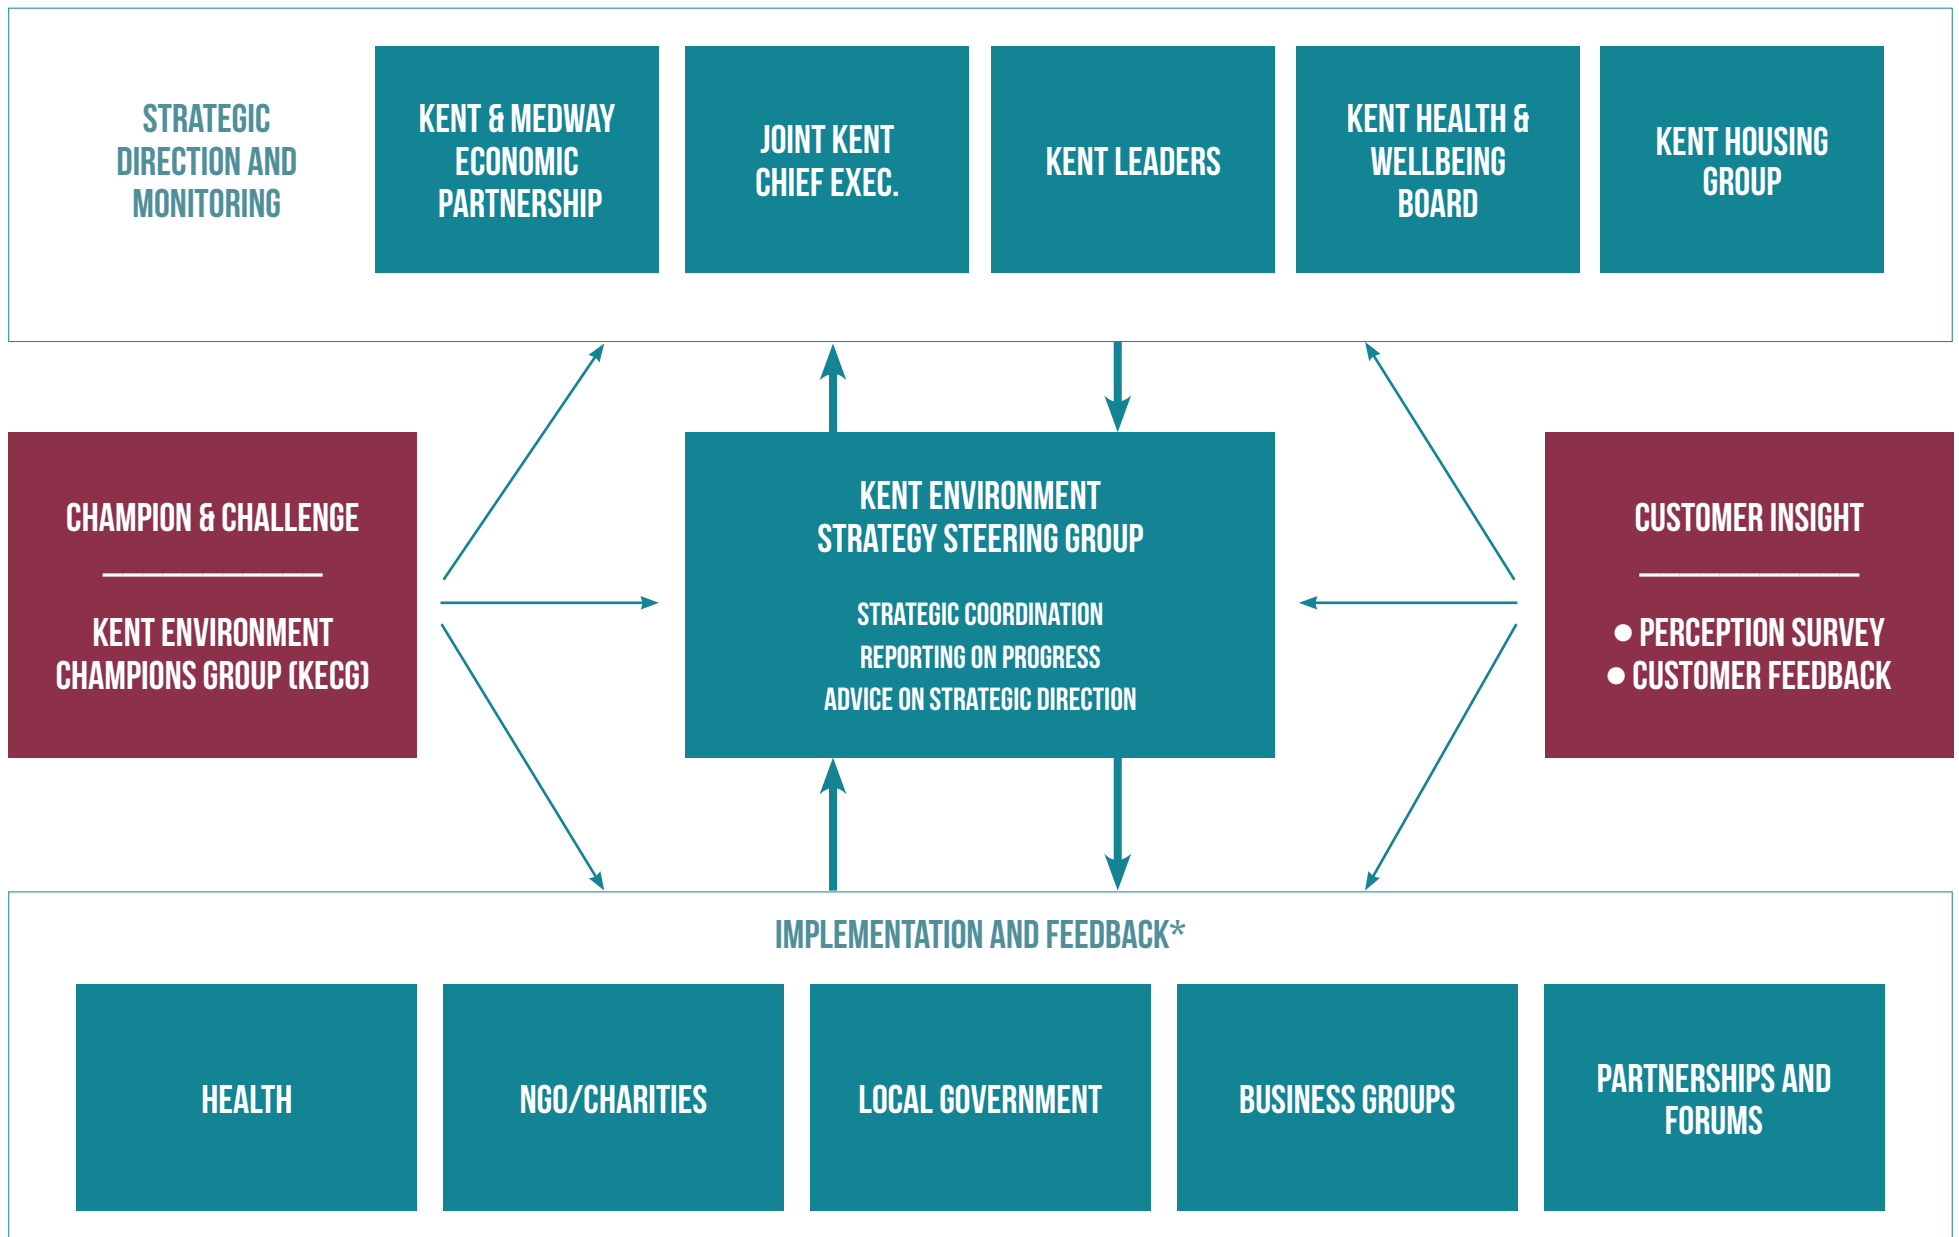 STRATEGIC
DIRECTION AND
MONITORING
KENT & MEDWAY
ECONOMIC
PARTNERSHIP
JOINT KENT
CHIEF EXEC.
KENT LEADERS
KENT HEALTH &
WELLBEING
BOARD
KENT HOUSING
GROUP
CHAMPION & CHALLENGE
KENT ENVIRONMENT
CHAMPIONS GROUP (KECG)
KENT ENVIRONMENT
STRATEGY STEERING GROUP
STRATEGIC COORDINATION
REPORTING ON PROGRESS
ADVICE ON STRATEGIC DIRECTION
CUSTOMER INSIGHT
● PERCEPTION SURVEY
● CUSTOMER FEEDBACK
IMPLEMENTATION AND FEEDBACK*
HEALTH
NGO/CHARITIES
LOCAL GOVERNMENT
BUSINESS GROUPS
PARTNERSHIPS AND
FORUMS